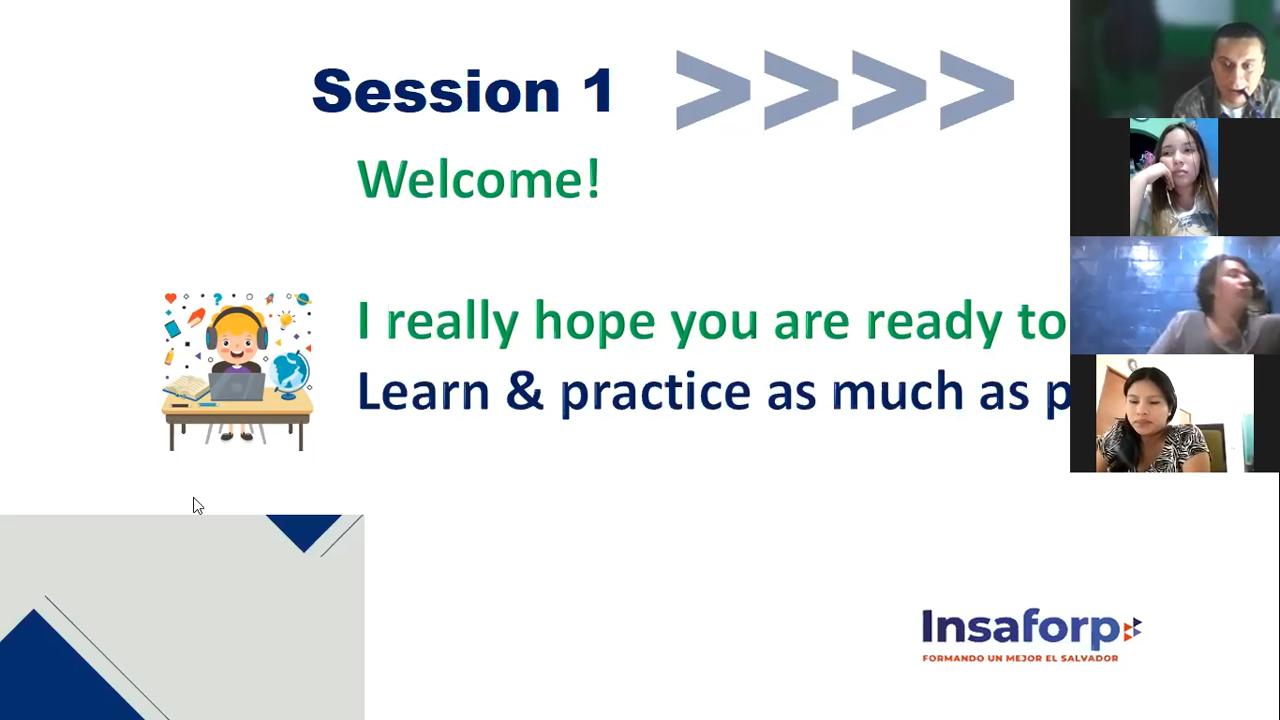 Session 1 >>>>
Welcome!
I really hope you are ready to
Learn & practice as much as p
Insaforp
FORMANDO UN MEJOR EL SALVADOR